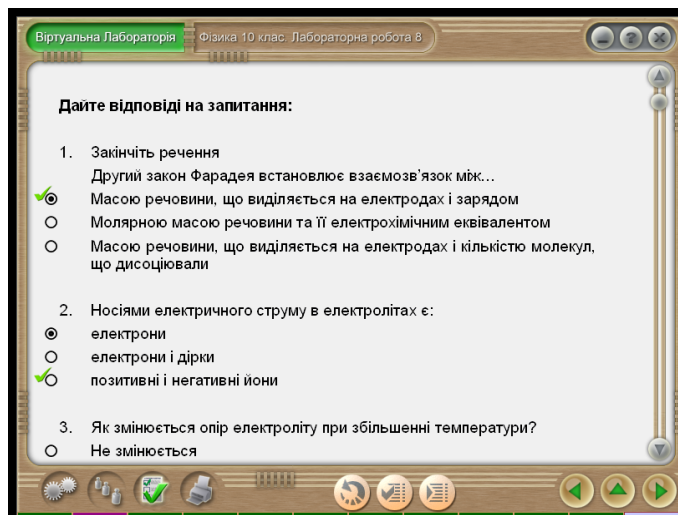 Віртуальна Лабораторія
Фізика 10 клас. Лабораторна робота 8
Дайте відповіді на запитання:
1. Закінчіть речення
Другий закон Фарадея встановлює взаємозв'язок між…
Масою речовини, що виділяється на електродах і зарядом
Молярною масою речовини та її електрохімічним еквівалентом
Масою речовини, що виділяється на електродах і кількістю молекул,
що дисоціювали
2. Носіями електричного струму в електролітах є:
електрони
електрони і дірки
позитивні і негативні йони
3. Як змінюється опір електроліту при збільшенні температури?
Не змінюється